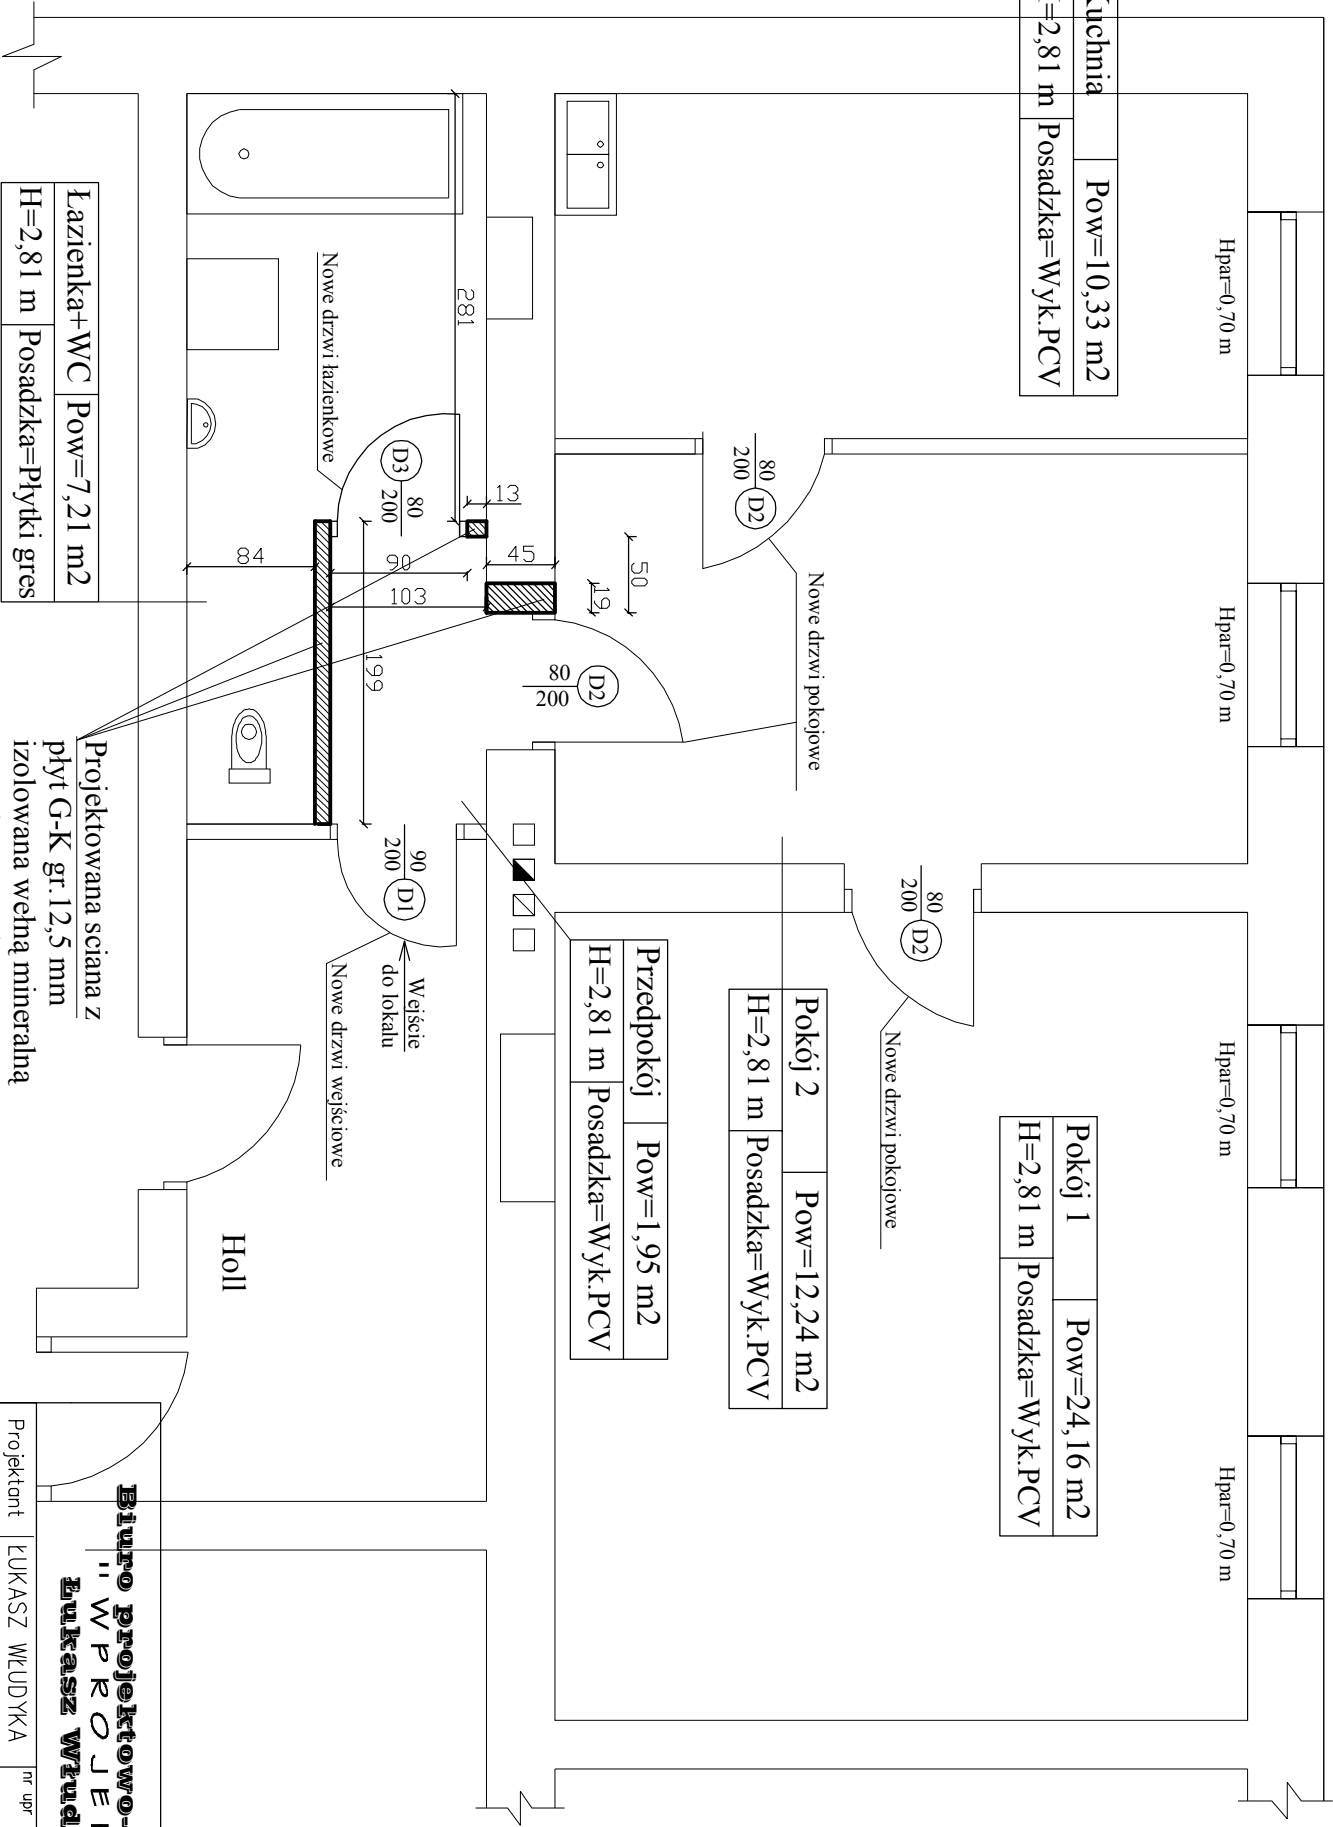 Kuchnia
Pow=10,33 m2
=2,81 m
Posadzka=Wyk.PCV
Hpar=0,70 m
Hpar=0,70 m
Hpar=0,70 m
Hpar=0,70 m
Pokój 1
Pow=24,16 m2
H=2,81 m
Posadzka=Wyk.PCV
Pokój 2
Pow=12,24 m2
H=2,81 m
Posadzka=Wyk.PCV
Przedpokój
Pow=1,95 m2
H=2,81 m
Posadzka=Wyk.PCV
Łazienka+WC
Pow=7,21 m2
H=2,81 m
Posadzka=Płytki gres
Nowe drzwi pokojowe
Nowe drzwi pokojowe
Nowe drzwi łazienkowe
Nowe drzwi wejściowe
Wejście
do lokalu
80
200
D2
80
200
D2
80
200
D2
80
200
D3
90
200
D1
281
13
45
50
19
90
103
84
199
Holl
Projektowana sciana z
płyt G-K gr.12,5 mm
izolowana wełną mineralną
Biuro projektowo-
"WPROJE
Łukasz Włud
Projektant
ŁUKASZ WŁUDYKA
nr upr